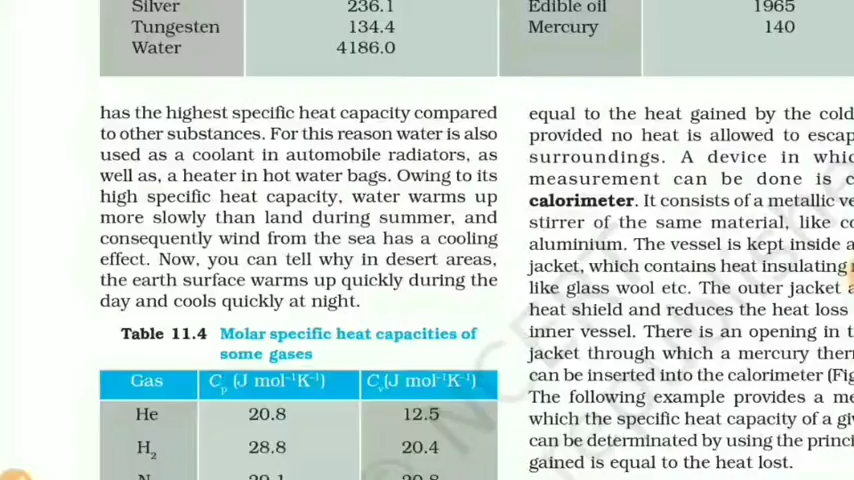 Silver 236.1
Tungesten 134.4
Water 4186.0
Edible oil 1965
Mercury 140
has the highest specific heat capacity compared
to other substances. For this reason water is also
used as a coolant in automobile radiators, as
well as, a heater in hot water bags. Owing to its
high specific heat capacity, water warms up
more slowly than land during summer, and
consequently wind from the sea has a cooling
effect. Now, you can tell why in desert areas,
the earth surface warms up quickly during the
day and cools quickly at night.
Table 11.4 Molar specific heat capacities of
some gases
Gas Cₚ (J mol⁻¹K⁻¹) Cᵥ(J mol⁻¹K⁻¹)
He 20.8 12.5
H₂ 28.8 20.4
equal to the heat gained by the cold
provided no heat is allowed to escap
surroundings. A device in whic
measurement can be done is c
calorimeter. It consists of a metallic ve
stirrer of the same material, like co
aluminium. The vessel is kept inside a
jacket, which contains heat insulating
like glass wool etc. The outer jacket a
heat shield and reduces the heat loss
inner vessel. There is an opening in t
jacket through which a mercury ther
can be inserted into the calorimeter (Fig
The following example provides a me
which the specific heat capacity of a giv
can be determined by using the princi
gained is equal to the heat lost.
© NCERT
republishe